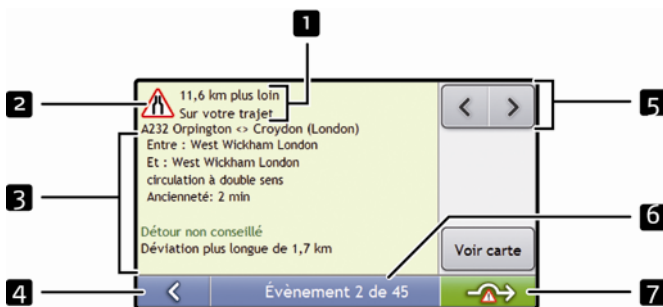 1
2
11,6 km plus loin
Sur votre trajet
5
A232 Orpington <> Croydon (London)
Entre : West Wickham London
Et : West Wickham London
circulation à double sens
Ancienneté: 2 min
3
6
Détour non conseillé
Déviation plus longue de 1,7 km
Voir carte
4
Évènement 2 de 45
7